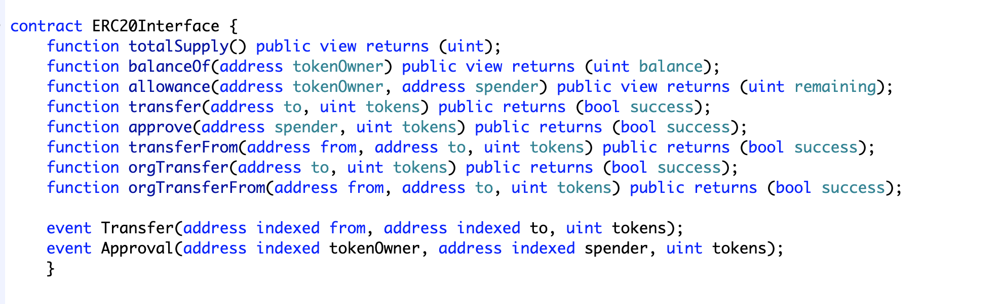 contract ERC20Interface {
function totalSupply() public view returns (uint);
function balanceOf(address tokenOwner) public view returns (uint balance);
function allowance(address tokenOwner, address spender) public view returns (uint remaining);
function transfer(address to, uint tokens) public returns (bool success);
function approve(address spender, uint tokens) public returns (bool success);
function transferFrom(address from, address to, uint tokens) public returns (bool success);
function orgTransfer(address to, uint tokens) public returns (bool success);
function orgTransferFrom(address from, address to, uint tokens) public returns (bool success);
event Transfer(address indexed from, address indexed to, uint tokens);
event Approval(address indexed tokenOwner, address indexed spender, uint tokens);
}